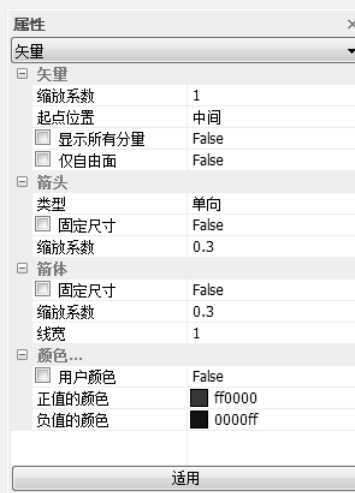 属性
矢量
矢量
缩放系数 1
起点位置 中间
显示所有分量 False
仅自由面 False
箭头
类型 单向
固定尺寸 False
缩放系数 0.3
箭体
固定尺寸 False
缩放系数 0.3
线宽 1
颜色...
用户颜色 False
正值的颜色 ff0000
负值的颜色 0000ff
适用